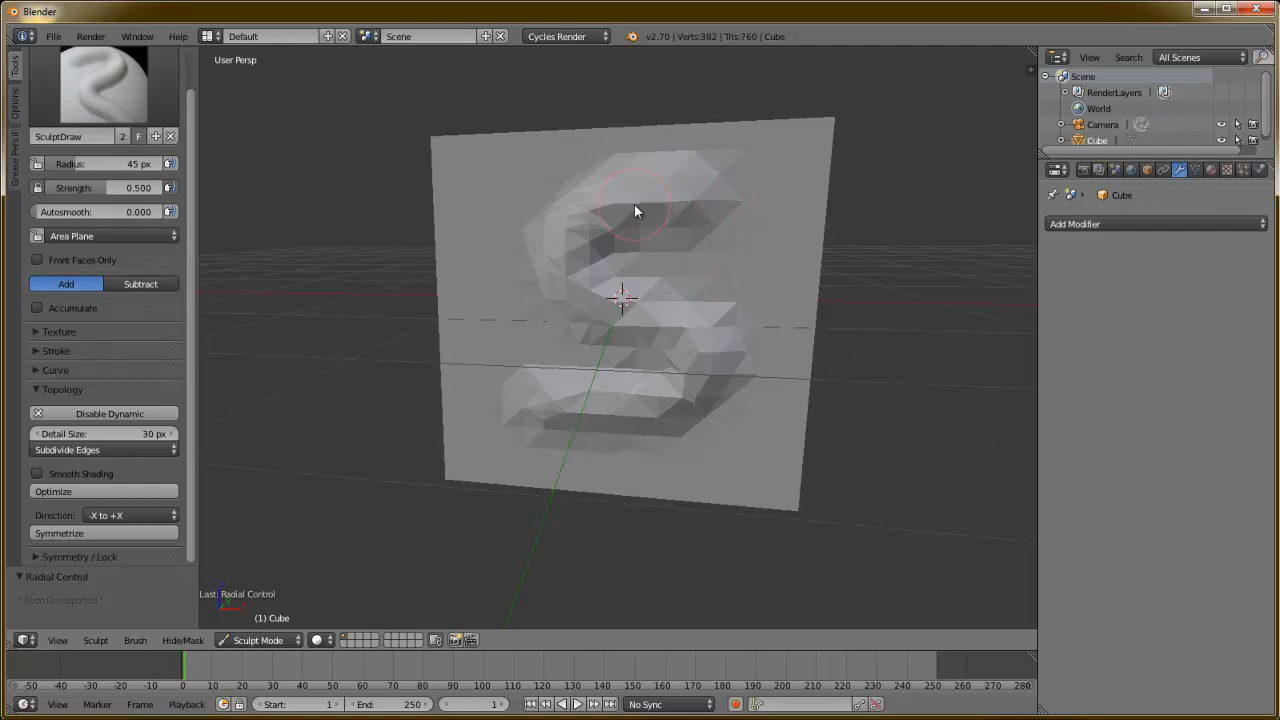 Blender
File Render Window Help Default Scene Cycles Render v2.70 | Verts:382 | Tris:760 | Cube
User Persp
View Search All Scenes
Scene
RenderLayers
World
Camera
Cube
Tools
Options
Grease Pencil
SculptDraw 2 F
Radius: 45 px
Strength: 0.500
Autosmooth: 0.000
Area Plane
Front Faces Only
Add Subtract
Accumulate
Texture
Stroke
Curve
Topology
Disable Dynamic
Detail Size: 30 px
Subdivide Edges
Smooth Shading
Optimize
Direction: -X to +X
Symmetrize
Symmetry / Lock
Radial Control
* Redo Unsupported *
Cube
Add Modifier
Last: Radial Control
(1) Cube
View Sculpt Brush Hide/Mask Sculpt Mode
-50 -40 -30 -20 -10 0 10 20 30 40 50 60 70 80 90 100 110 120 130 140 150 160 170 180 190 200 210 220 230 240 250 260 270 280
View Marker Frame Playback Start: 1 End: 250 1 No Sync